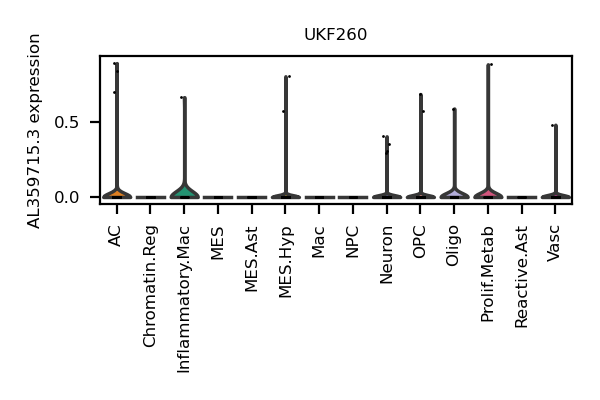 UKF260
AL359715.3 expression
0.5
0.0
AC
Chromatin.Reg
Inflammatory.Mac
MES
MES.Ast
MES.Hyp
Mac
NPC
Neuron
OPC
Oligo
Prolif.Metab
Reactive.Ast
Vasc